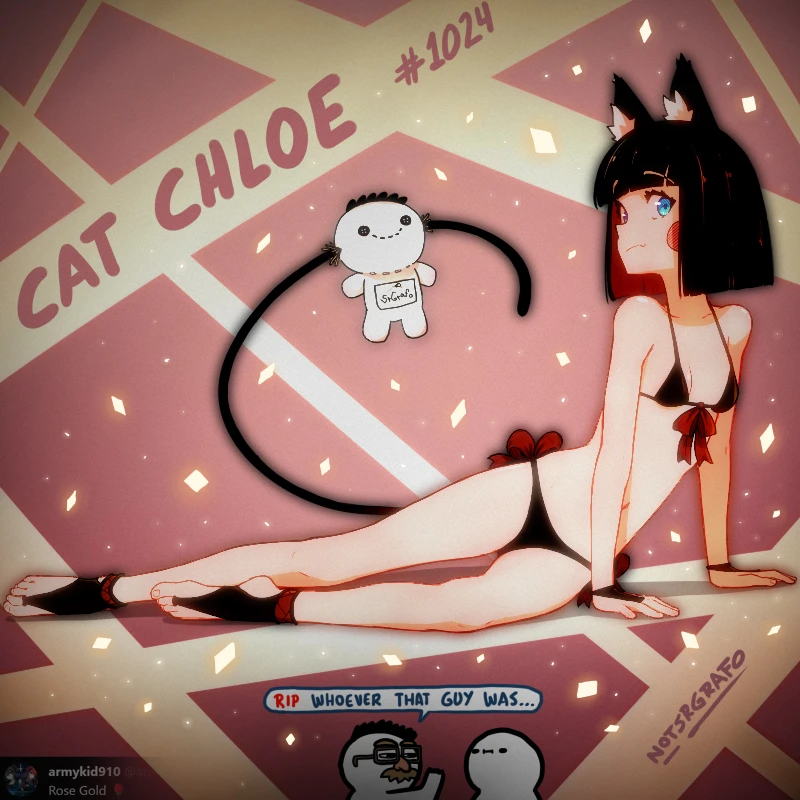 #1024
CAT CHLOE
SrGrafo
RIP WHOEVER THAT GUY WAS...
NOTSRGRAFO
armykid910
Rose Gold